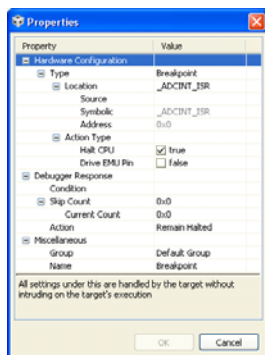 Properties
Property Value
Hardware Configuration
Type Breakpoint
Location _ADCINT_ISR
Source
Symbolic _ADCINT_ISR
Address 0x0
Action Type
Halt CPU true
Drive EMU Pin false
Debugger Response
Condition
Skip Count 0x0
Current Count 0x0
Action Remain Halted
Miscellaneous
Group Default Group
Name Breakpoint
All settings under this are handled by the target without
intruding on the target's execution
OK Cancel